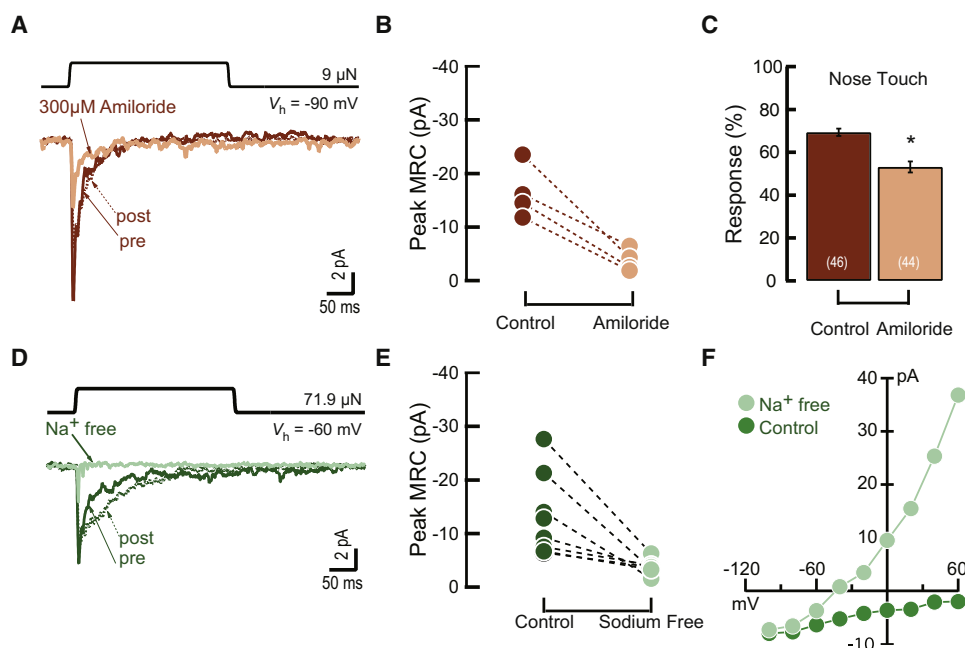 A
9 µN
Vh = -90 mV
300µM Amiloride
post
pre
2 pA
50 ms
B
Peak MRC (pA)
-40
-30
-20
-10
0
Control
Amiloride
C
Nose Touch
Response (%)
100
80
60
40
20
0
*
(46)
(44)
Control Amiloride
D
71.9 µN
Vh = -60 mV
Na+ free
post
pre
2 pA
50 ms
E
Peak MRC (pA)
-40
-30
-20
-10
0
Control
Sodium Free
F
Na+ free
Control
pA
40
30
20
10
-120
-60
60
mV
-10